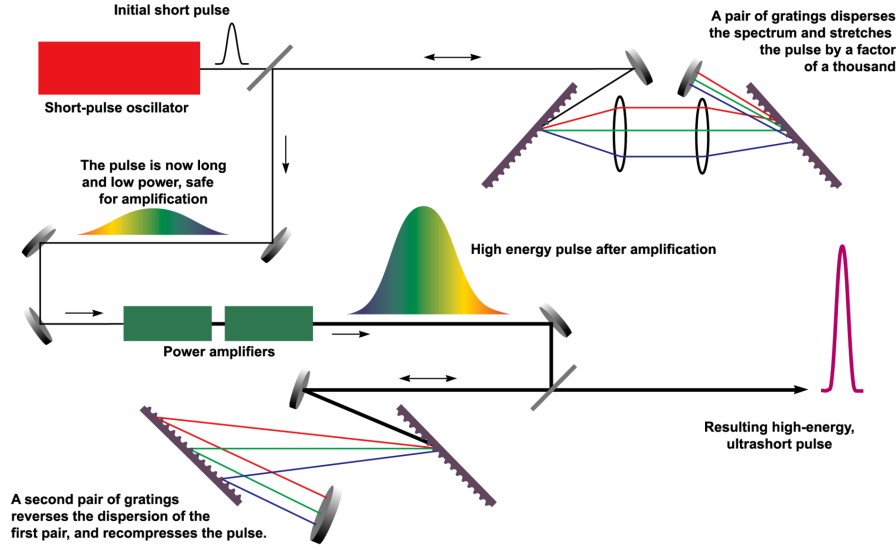 Initial short pulse
Short-pulse oscillator
A pair of gratings disperses
the spectrum and stretches
the pulse by a factor
of a thousand
The pulse is now long
and low power, safe
for amplification
High energy pulse after amplification
Power amplifiers
Resulting high-energy,
ultrashort pulse
A second pair of gratings
reverses the dispersion of the
first pair, and recompresses the pulse.